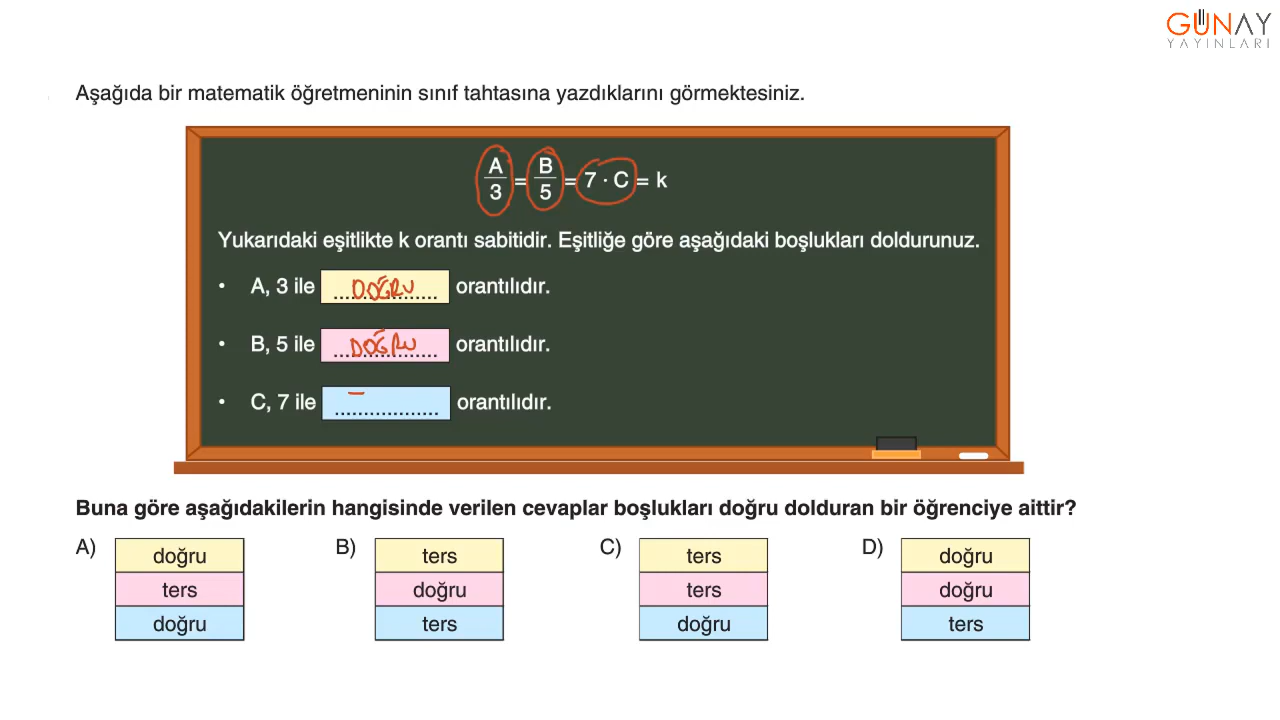 GÜNAY
YAYINLARI
Aşağıda bir matematik öğretmeninin sınıf tahtasına yazdıklarını görmektesiniz.
A/3 = B/5 = 7 · C = k
Yukarıdaki eşitlikte k orantı sabitidir. Eşitliğe göre aşağıdaki boşlukları doldurunuz.
• A, 3 ile DOĞRU .................. orantılıdır.
• B, 5 ile DOĞRU .................. orantılıdır.
• C, 7 ile .................. orantılıdır.
Buna göre aşağıdakilerin hangisinde verilen cevaplar boşlukları doğru dolduran bir öğrenciye aittir?
A)
doğru
ters
doğru
B)
ters
doğru
ters
C)
ters
ters
doğru
D)
doğru
doğru
ters